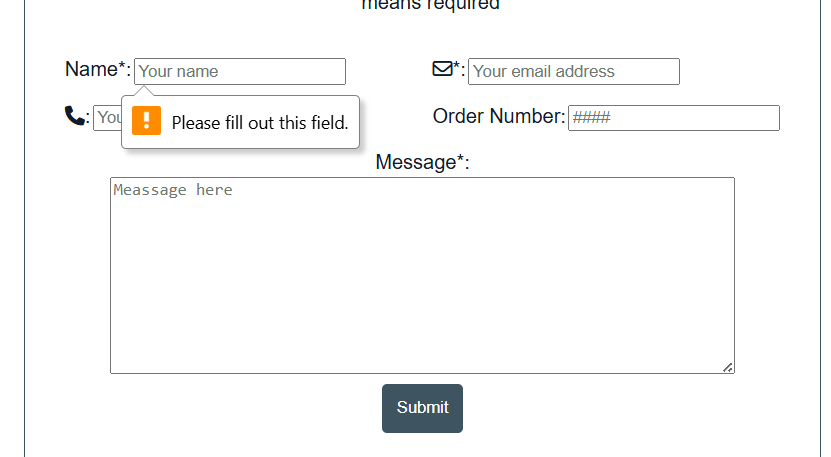 means required
Name*: Your name
*: Your email address
:
Please fill out this field.
Order Number: ####
Message*:
Meassage here
Submit